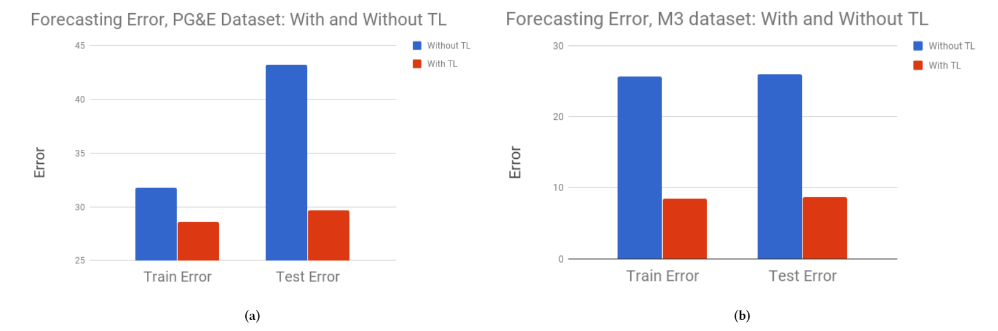 Forecasting Error, PG&E Dataset: With and Without TL
45
40
35
30
25
Error
Without TL
With TL
Train Error
Test Error
(a)
Forecasting Error, M3 dataset: With and Without TL
30
20
10
0
Error
Without TL
With TL
Train Error
Test Error
(b)